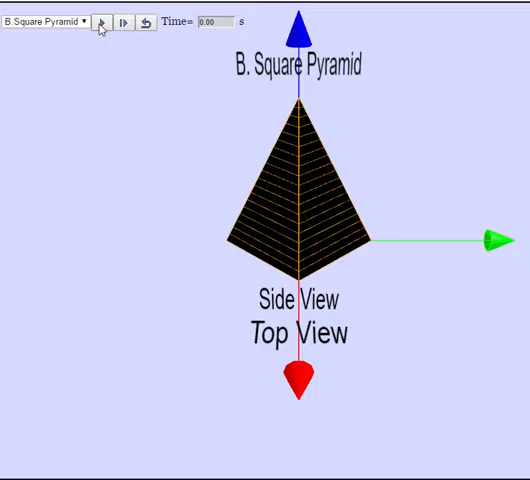 B.Square Pyramid Time= 0.00 s
B. Square Pyramid
Side View
Top View